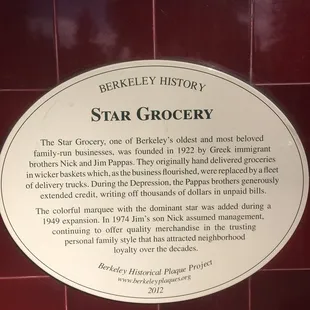 BERKELEY HISTORY
STAR GROCERY
The Star Grocery, one of Berkeley's oldest and most beloved
family-run businesses, was founded in 1922 by Greek immigrant
brothers Nick and Jim Pappas. They originally hand delivered groceries
in wicker baskets which, as the business flourished, were replaced by a fleet
of delivery trucks. During the Depression, the Pappas brothers generously
extended credit, writing off thousands of dollars in unpaid bills.
The colorful marquee with the dominant star was added during a
1949 expansion. In 1974 Jim's son Nick assumed management,
continuing to offer quality merchandise in the trusting
personal family style that has attracted neighborhood
loyalty over the decades.
Berkeley Historical Plaque Project
www.berkeleyplaques.org
2012